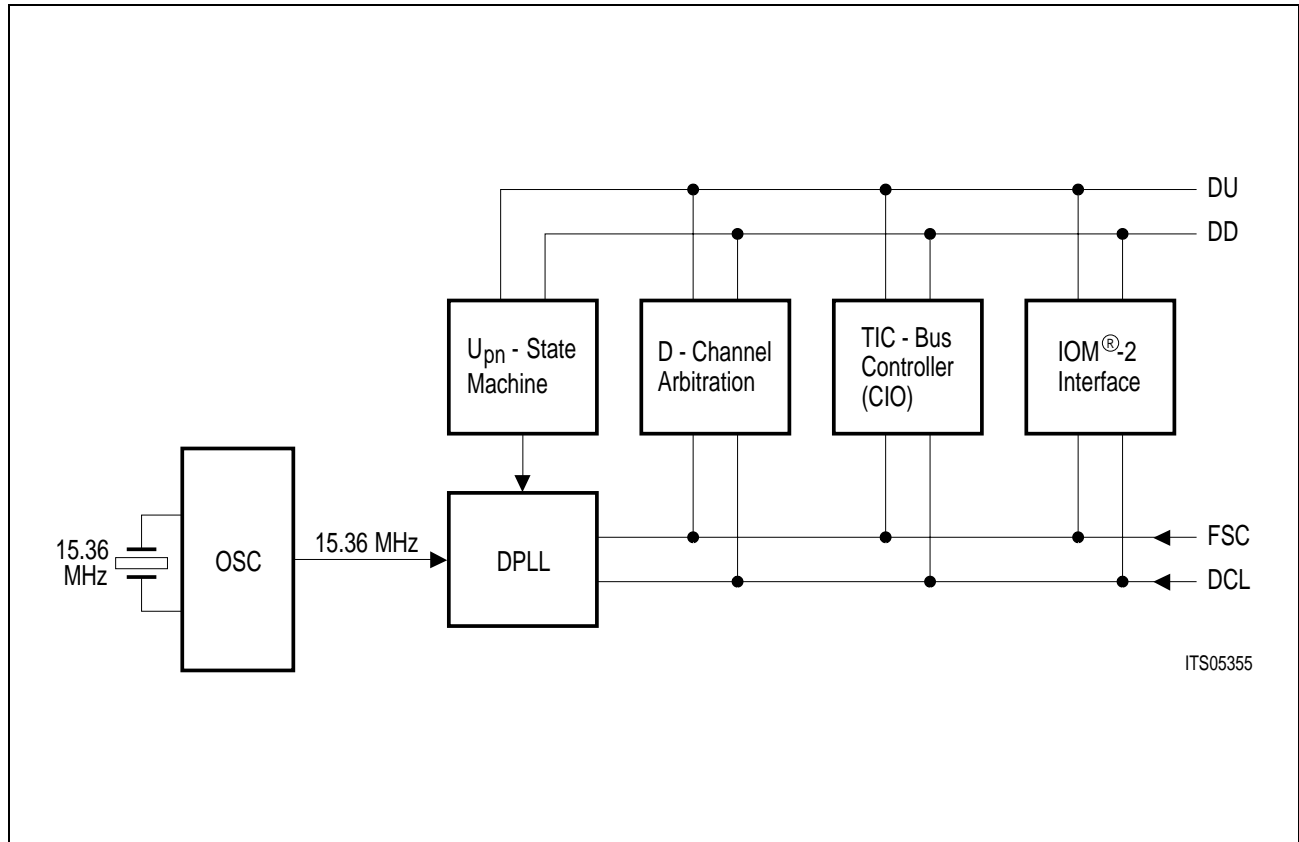 DU
DD
Upn - State
Machine
D - Channel
Arbitration
TIC - Bus
Controller
(CIO)
IOM®-2
Interface
15.36
MHz
OSC
15.36 MHz
DPLL
FSC
DCL
ITS05355